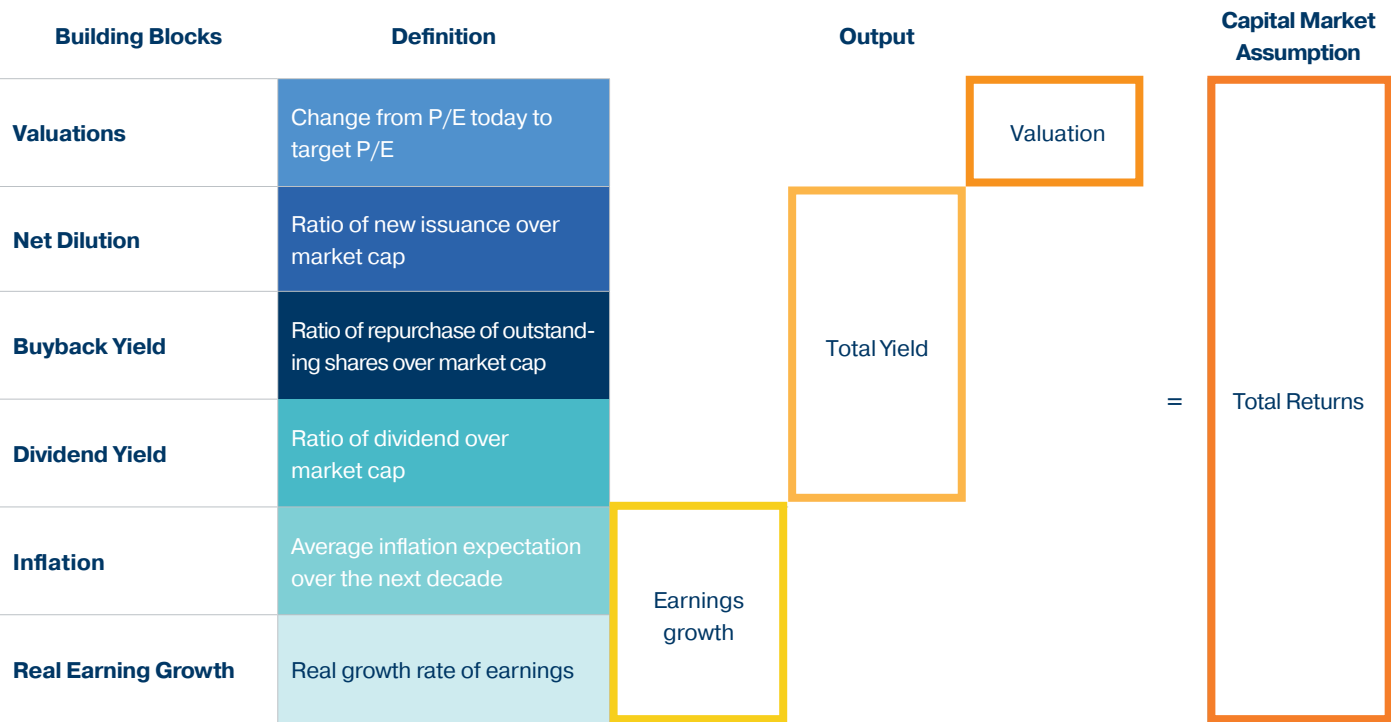 Building Blocks
Definition
Output
Capital Market
Assumption
Valuations
Change from P/E today to
target P/E
Valuation
Net Dilution
Ratio of new issuance over
market cap
Buyback Yield
Ratio of repurchase of outstand-
ing shares over market cap
Total Yield
Dividend Yield
Ratio of dividend over
market cap
=
Total Returns
Inflation
Average inflation expectation
over the next decade
Earnings
growth
Real Earning Growth
Real growth rate of earnings